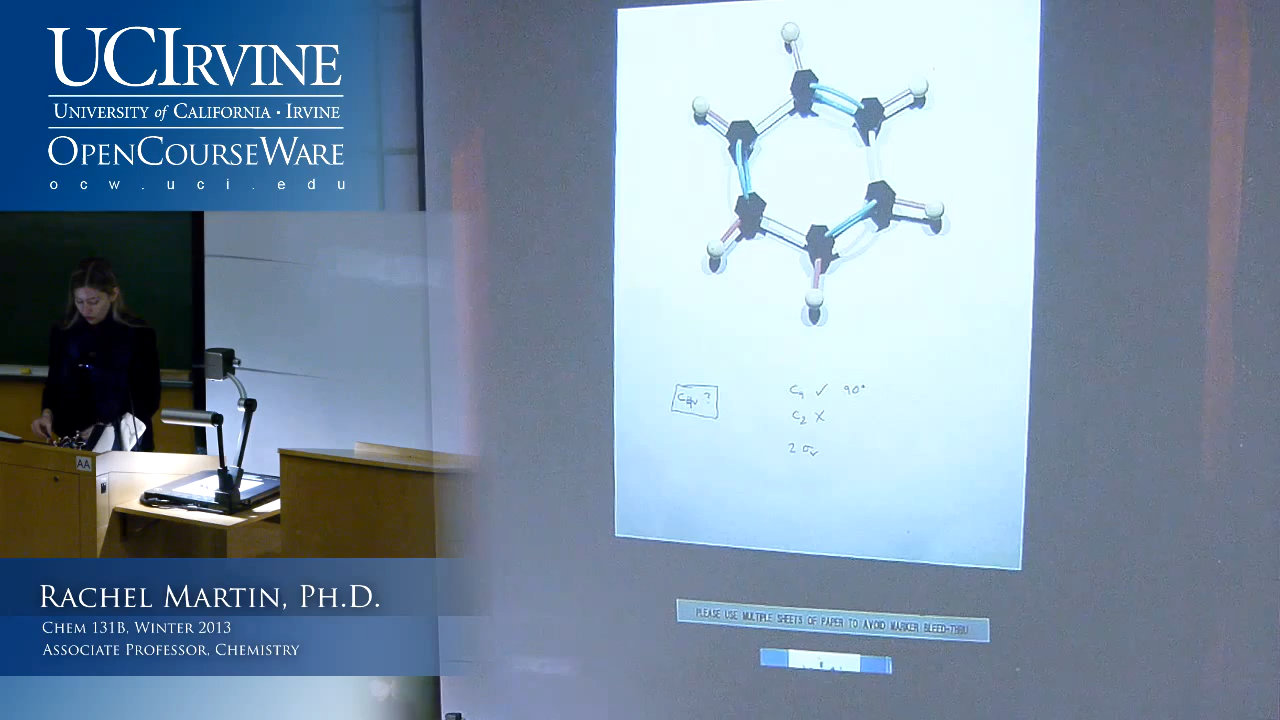 UCIRVINE
UNIVERSITY of CALIFORNIA · IRVINE
OPENCOURSEWARE
ocw.uci.edu
AA
C₄ ✓ 90°
C₂ X
2 σᵥ
PLEASE USE MULTIPLE SHEETS OF PAPER TO AVOID MARKER BLEED-THRU
RACHEL MARTIN, PH.D.
CHEM 131B, WINTER 2013
ASSOCIATE PROFESSOR, CHEMISTRY